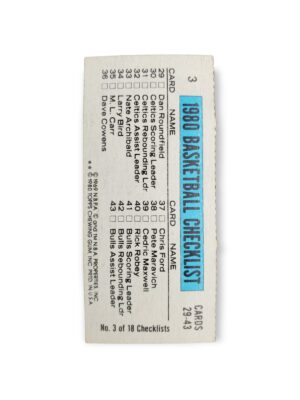 3
1980 BASKETBALL CHECKLIST
CARDS
29-43
CARD NAME CARD NAME
29 Dan Roundfield
30 Celtics Scoring Leader
31 Celtics Rebounding Ldr
32 Celtics Assist Leader
33 Nate Archibald
34 Larry Bird
35 M. L. Carr
36 Dave Cowens
37 Chris Ford
38 Pete Maravich
39 Cedric Maxwell
40 Rick Robey
41 Bulls Scoring Leader
42 Bulls Rebounding Ldr
43 Bulls Assist Leader
No. 3 of 18 Checklists